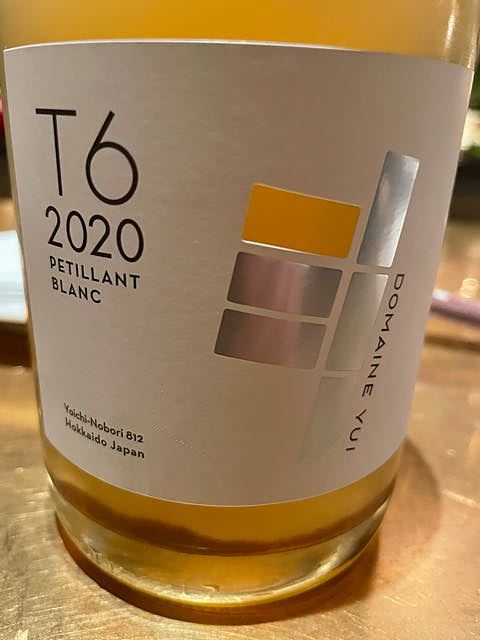 T6
2020
PETILLANT
BLANC
DOMAINE YUI
Yoichi-Nobori 812
Hokkaido Japan